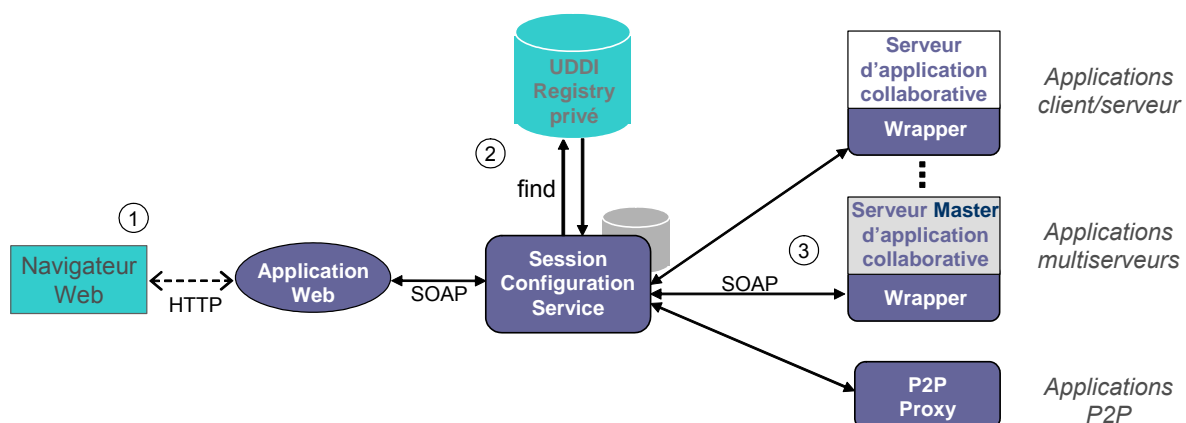 UDDI
Registry
privé
2
find
1
Navigateur
Web
HTTP
Application
Web
SOAP
Session
Configuration
Service
3
SOAP
Serveur
d'application
collaborative
Wrapper
Applications
client/serveur
Serveur Master
d'application
collaborative
Wrapper
Applications
multiserveurs
P2P
Proxy
Applications
P2P